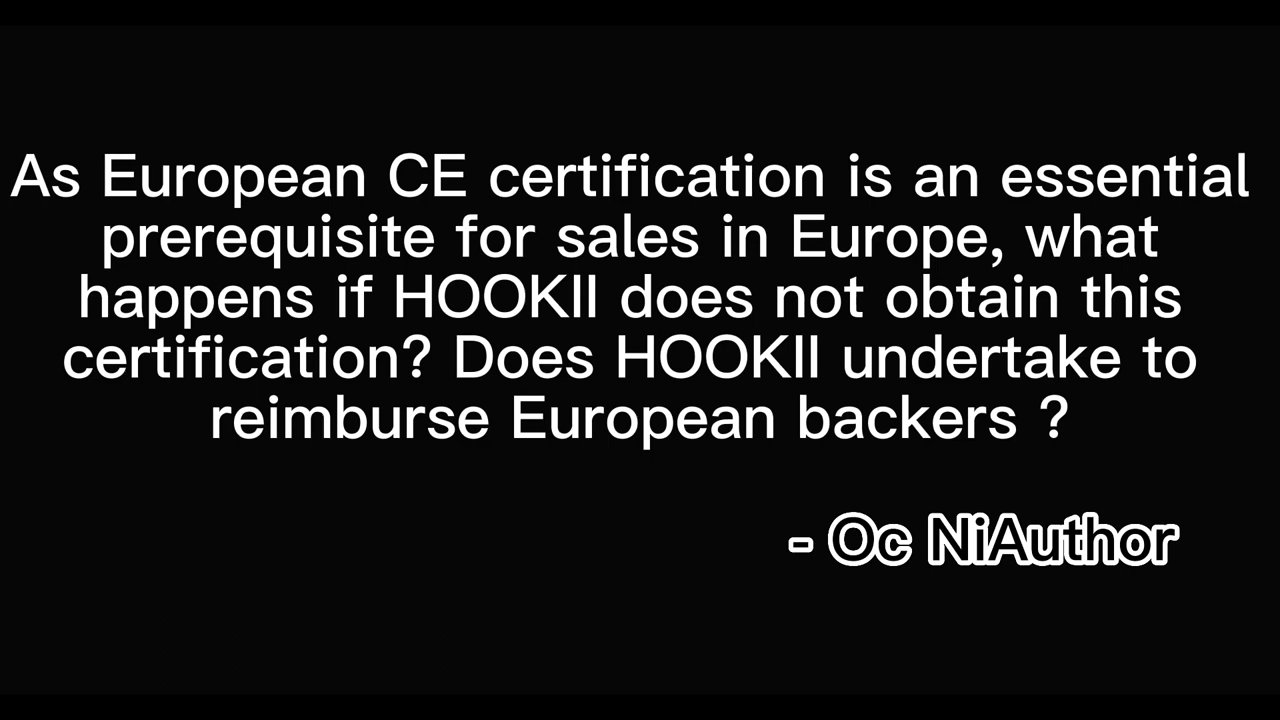 As European CE certification is an essential
prerequisite for sales in Europe, what
happens if HOOKII does not obtain this
certification? Does HOOKII undertake to
reimburse European backers ?
- Oc NiAuthor